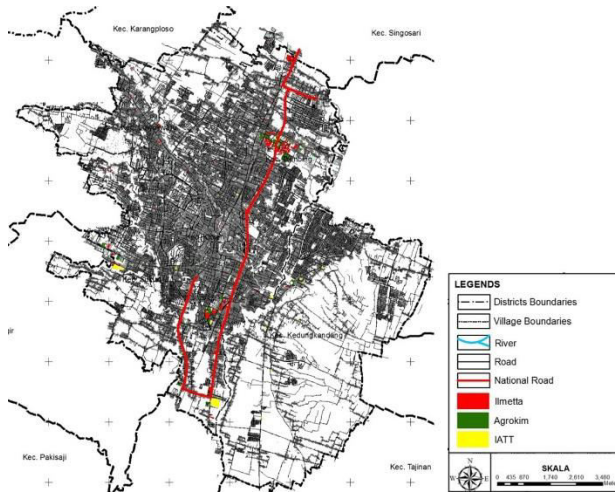 Kec. Karangploso
Kec. Singosari
Kec. Kedungkandang
Kec. Pakisaji
Kec. Tajinan
LEGENDS
Districts Boundaries
Village Boundaries
River
Road
National Road
Ilmetta
Agrokim
IATT
N
W
E
S
SKALA
0 435 870 1.740 2.610 3.480